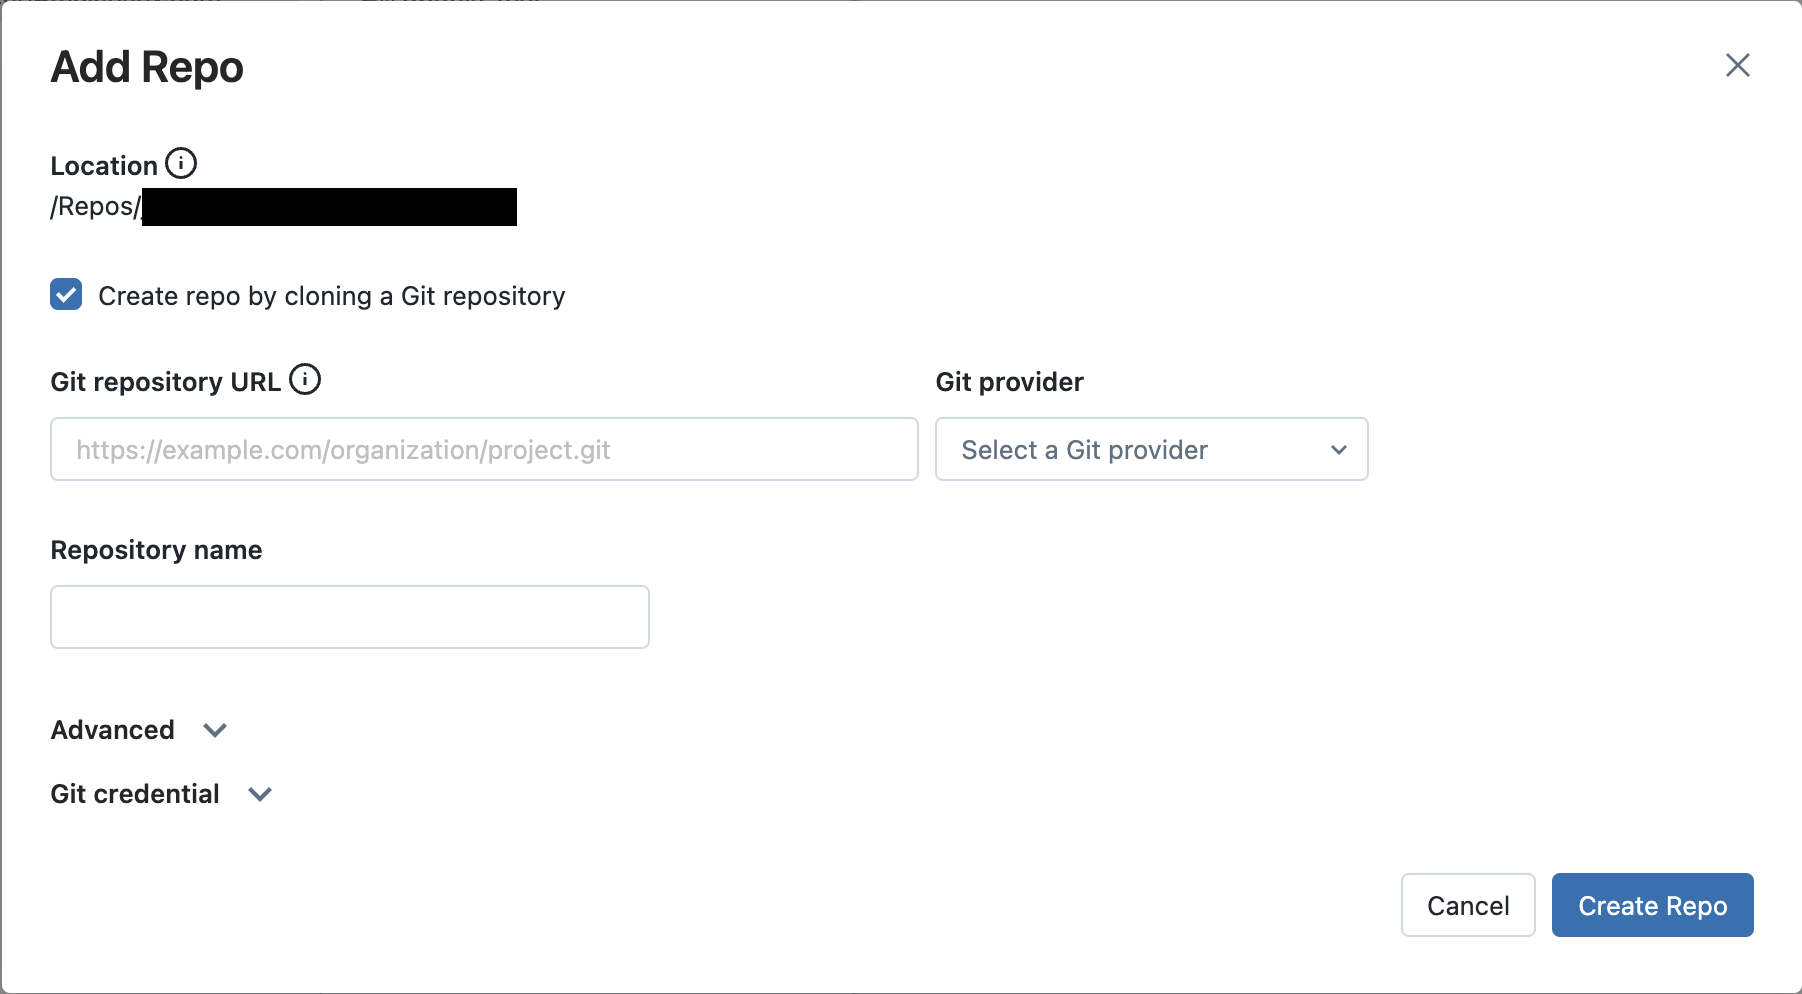 Add Repo
Location
/Repos/
Create repo by cloning a Git repository
Git repository URL
Git provider
https://example.com/organization/project.git
Select a Git provider
Repository name
Advanced
Git credential
Cancel
Create Repo